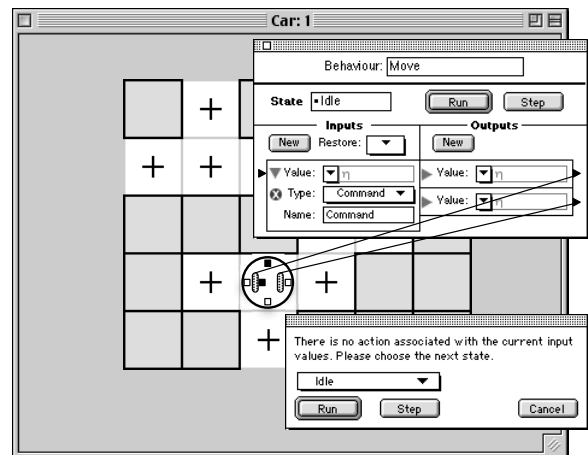 Car: 1
Behaviour: Move
State •Idle Run Step
Inputs Outputs
New Restore: New
Value: η Value: η
Type: Command Value: η
Name: Command
There is no action associated with the current input
values. Please choose the next state.
Idle
Run Step Cancel